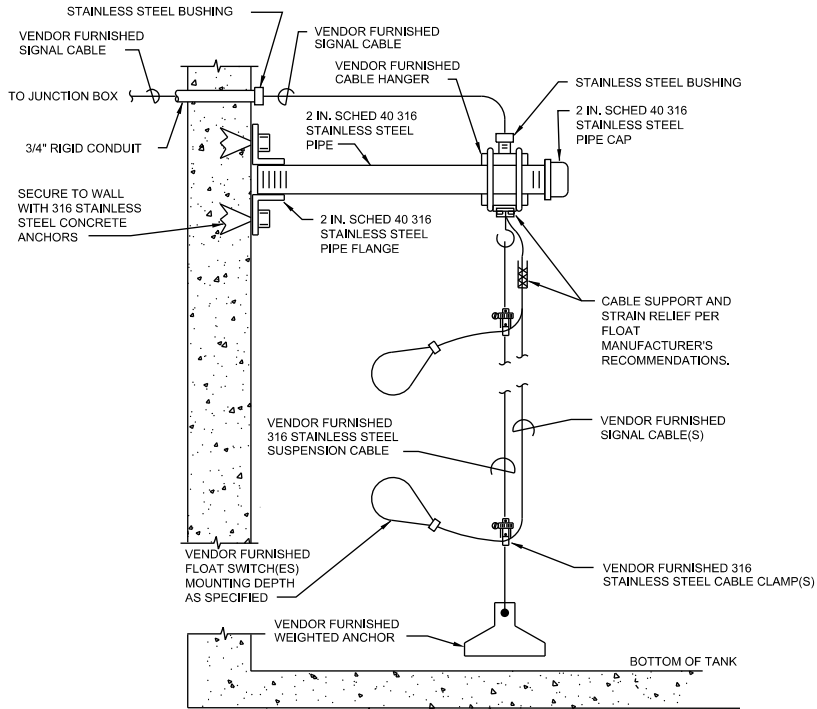 STAINLESS STEEL BUSHING
VENDOR FURNISHED
SIGNAL CABLE
VENDOR FURNISHED
SIGNAL CABLE
VENDOR FURNISHED
CABLE HANGER
STAINLESS STEEL BUSHING
TO JUNCTION BOX
2 IN. SCHED 40 316
STAINLESS STEEL
PIPE
2 IN. SCHED 40 316
STAINLESS STEEL
PIPE CAP
3/4" RIGID CONDUIT
SECURE TO WALL
WITH 316 STAINLESS
STEEL CONCRETE
ANCHORS
2 IN. SCHED 40 316
STAINLESS STEEL
PIPE FLANGE
CABLE SUPPORT AND
STRAIN RELIEF PER
FLOAT
MANUFACTURER'S
RECOMMENDATIONS.
VENDOR FURNISHED
316 STAINLESS STEEL
SUSPENSION CABLE
VENDOR FURNISHED
SIGNAL CABLE(S)
VENDOR FURNISHED
FLOAT SWITCH(ES)
MOUNTING DEPTH
AS SPECIFIED
VENDOR FURNISHED 316
STAINLESS STEEL CABLE CLAMP(S)
VENDOR FURNISHED
WEIGHTED ANCHOR
BOTTOM OF TANK